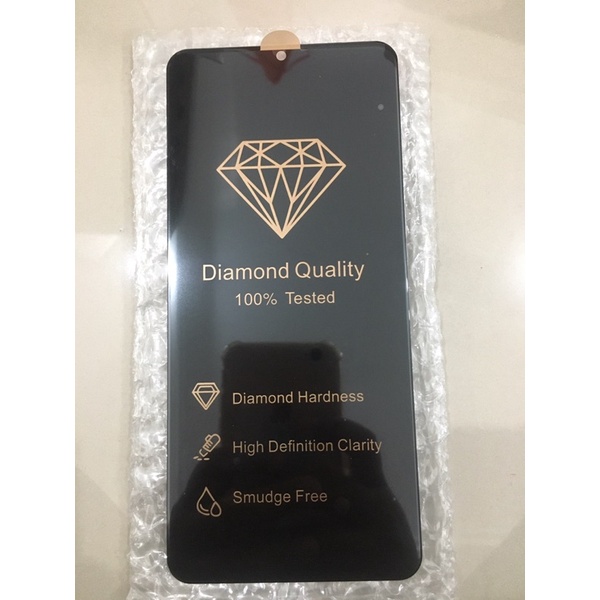 Diamond Quality
100% Tested
Diamond Hardness
High Definition Clarity
Smudge Free